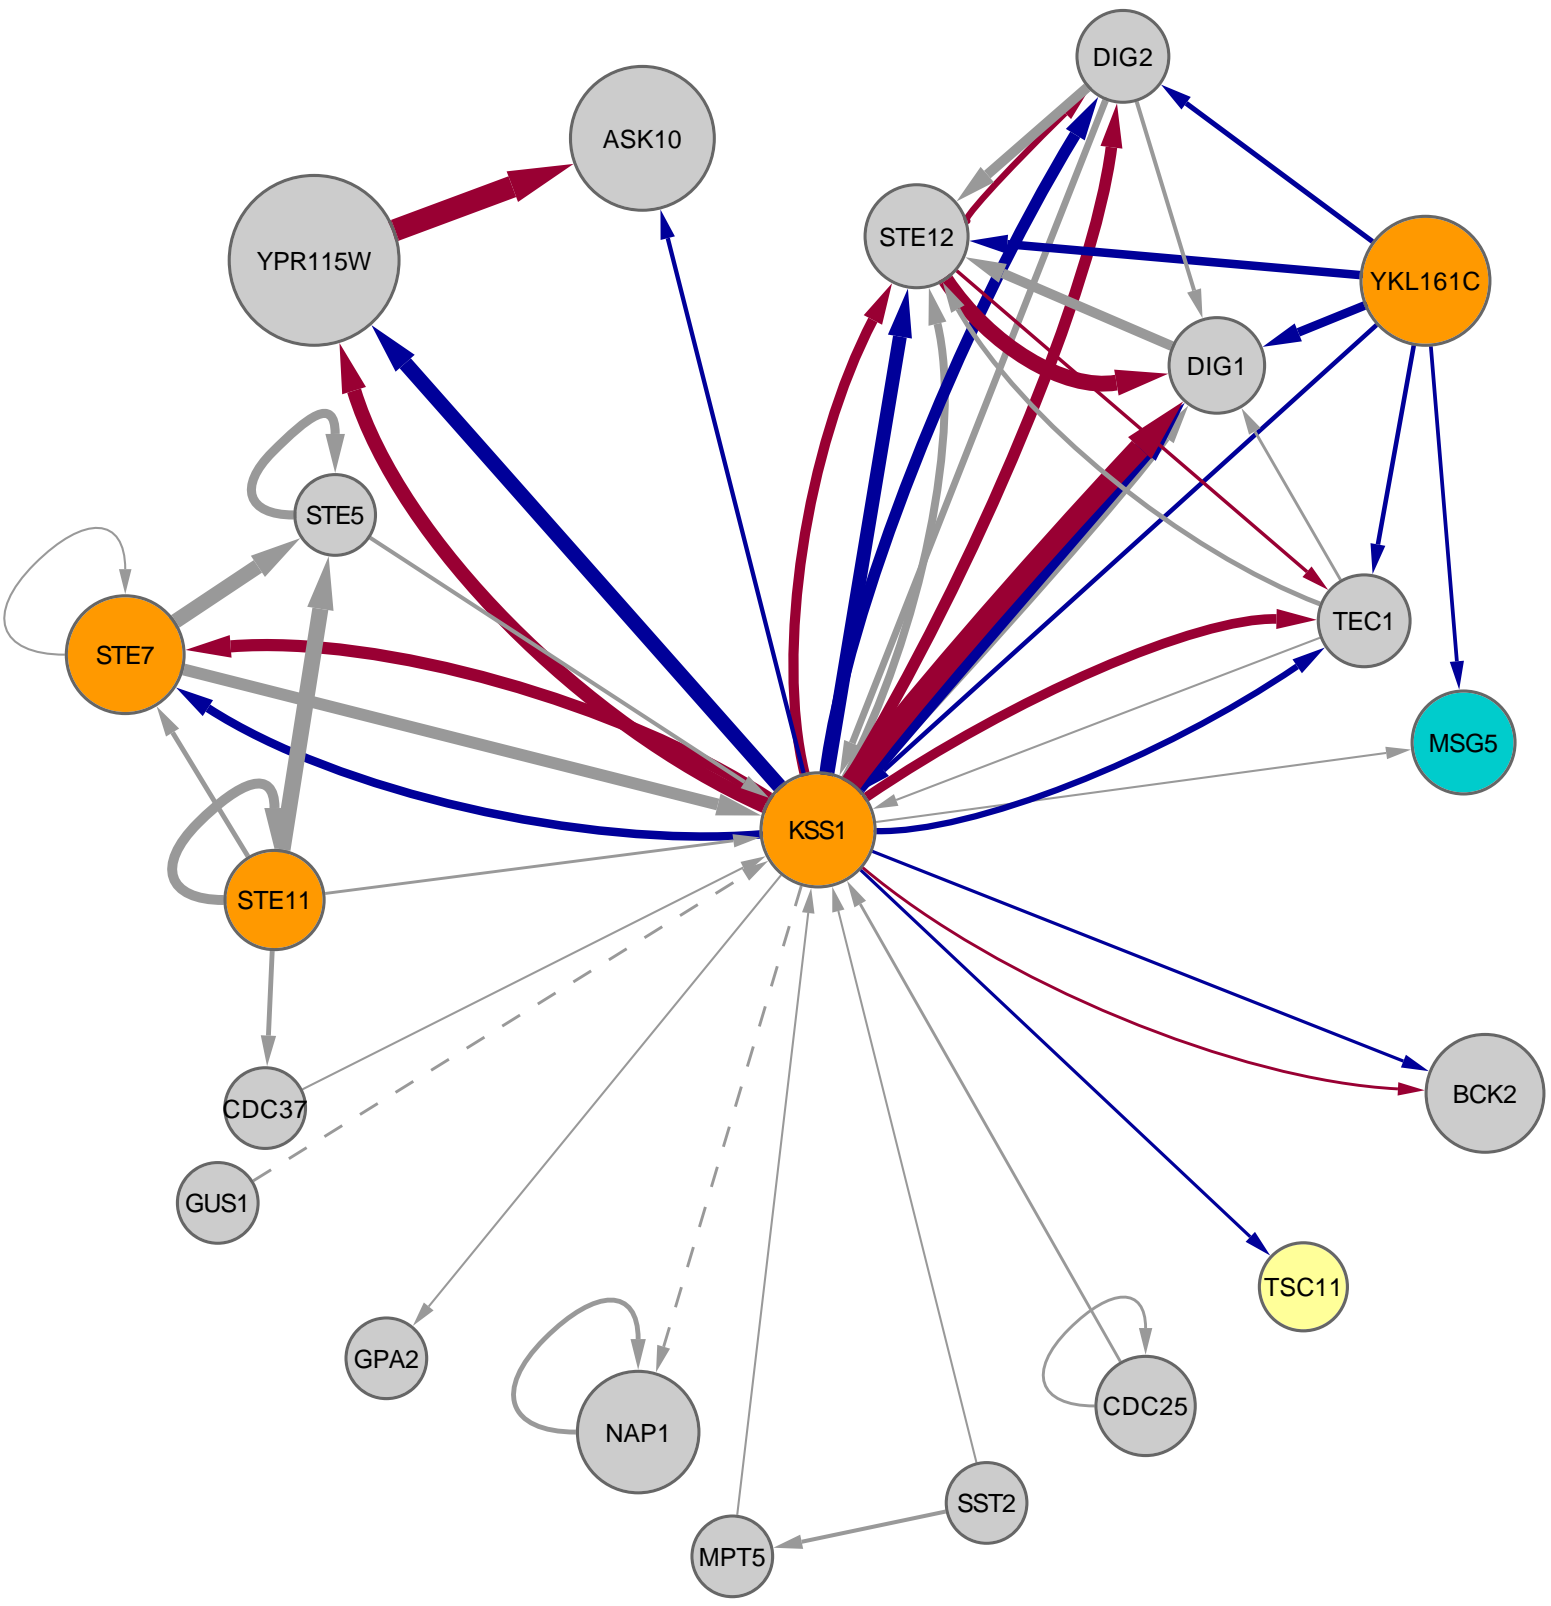 DIG2
ASK10
STE12
YPR115W
YKL161C
DIG1
STE5
TEC1
STE7
MSG5
KSS1
STE11
BCK2
CDC37
GUS1
TSC11
GPA2
CDC25
NAP1
SST2
MPT5